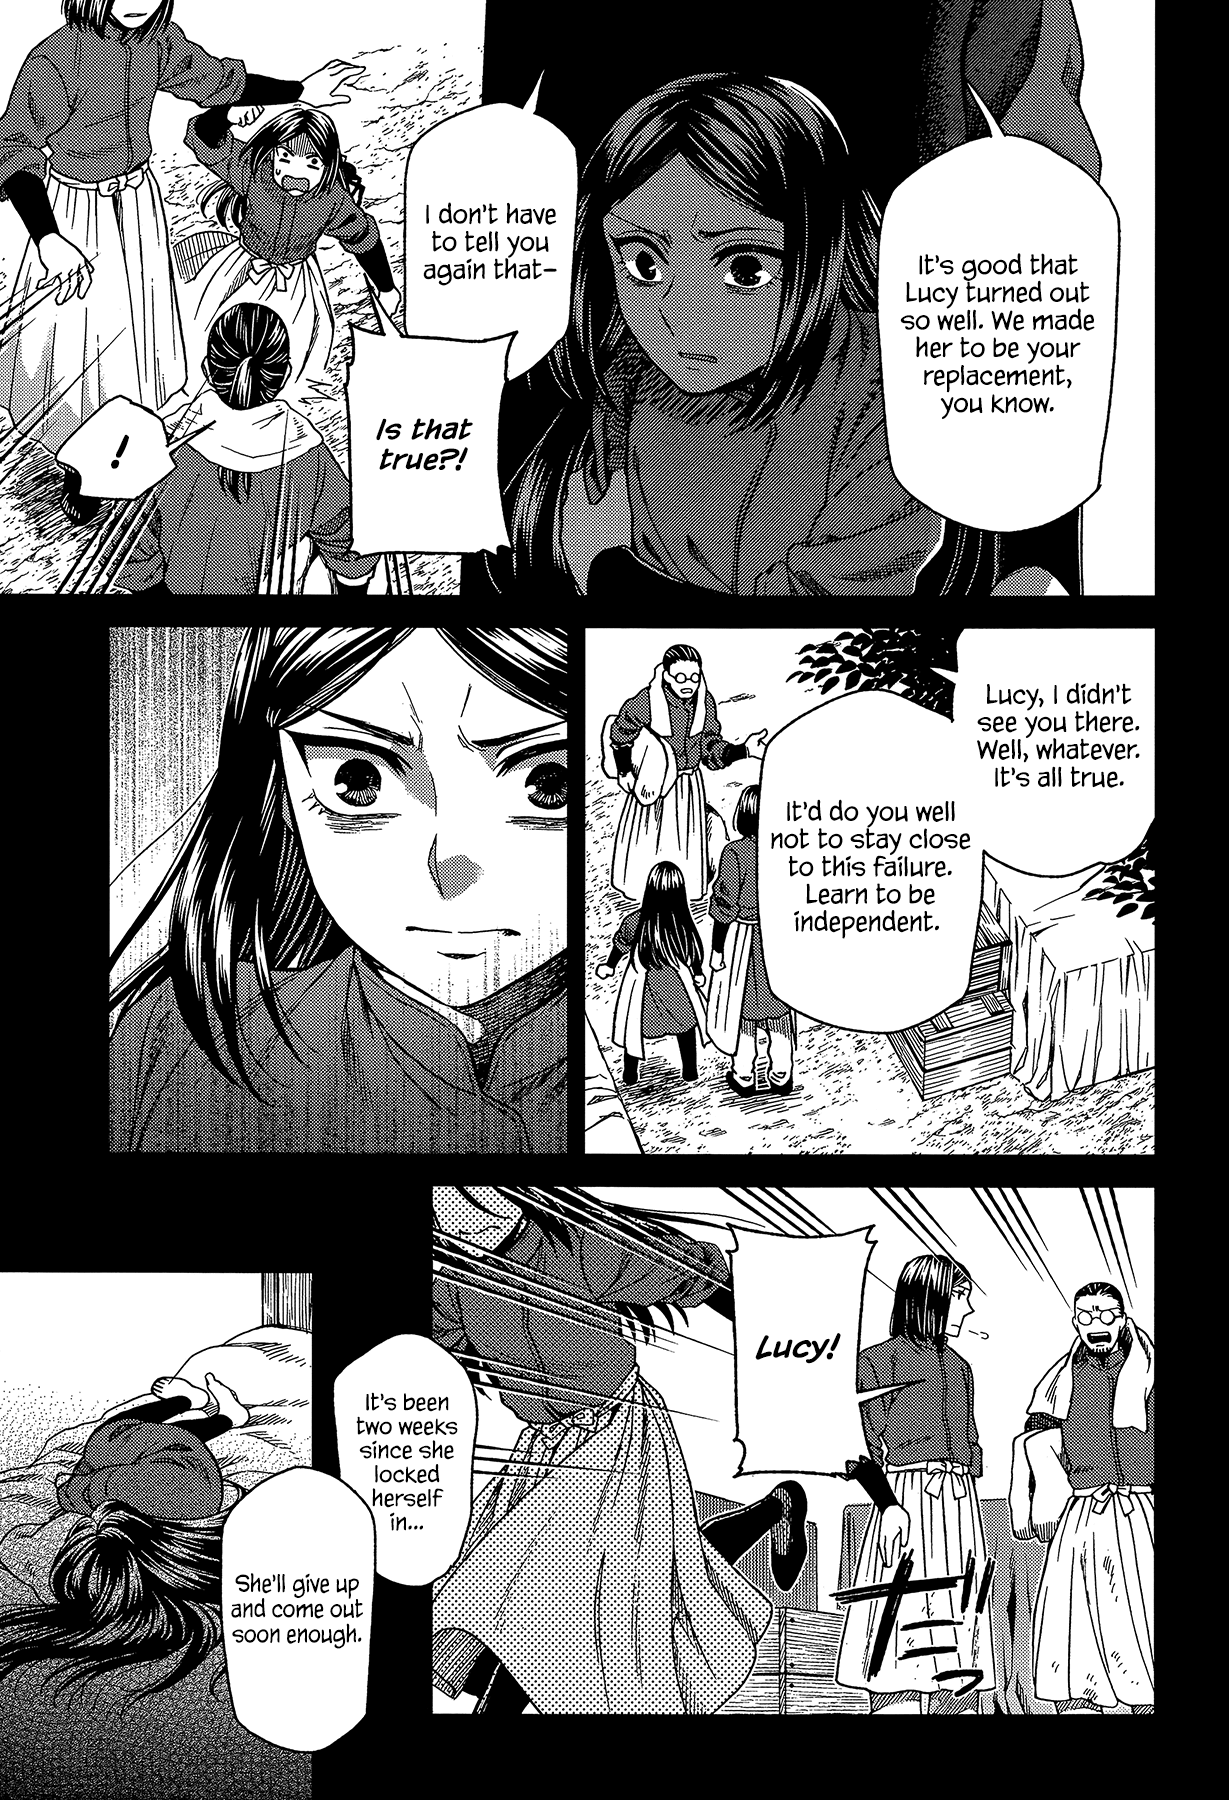 It's good that
Lucy turned out
so well. We made
her to be your
replacement,
you know.
I don't have
to tell you
again that–
Is that
true?!
!
Lucy, I didn't
see you there.
Well, whatever.
It's all true.
It'd do you well
not to stay close
to this failure.
Learn to be
independent.
Lucy!
ダッ
It's been
two weeks
since she
locked
herself
in...
She'll give up
and come out
soon enough.